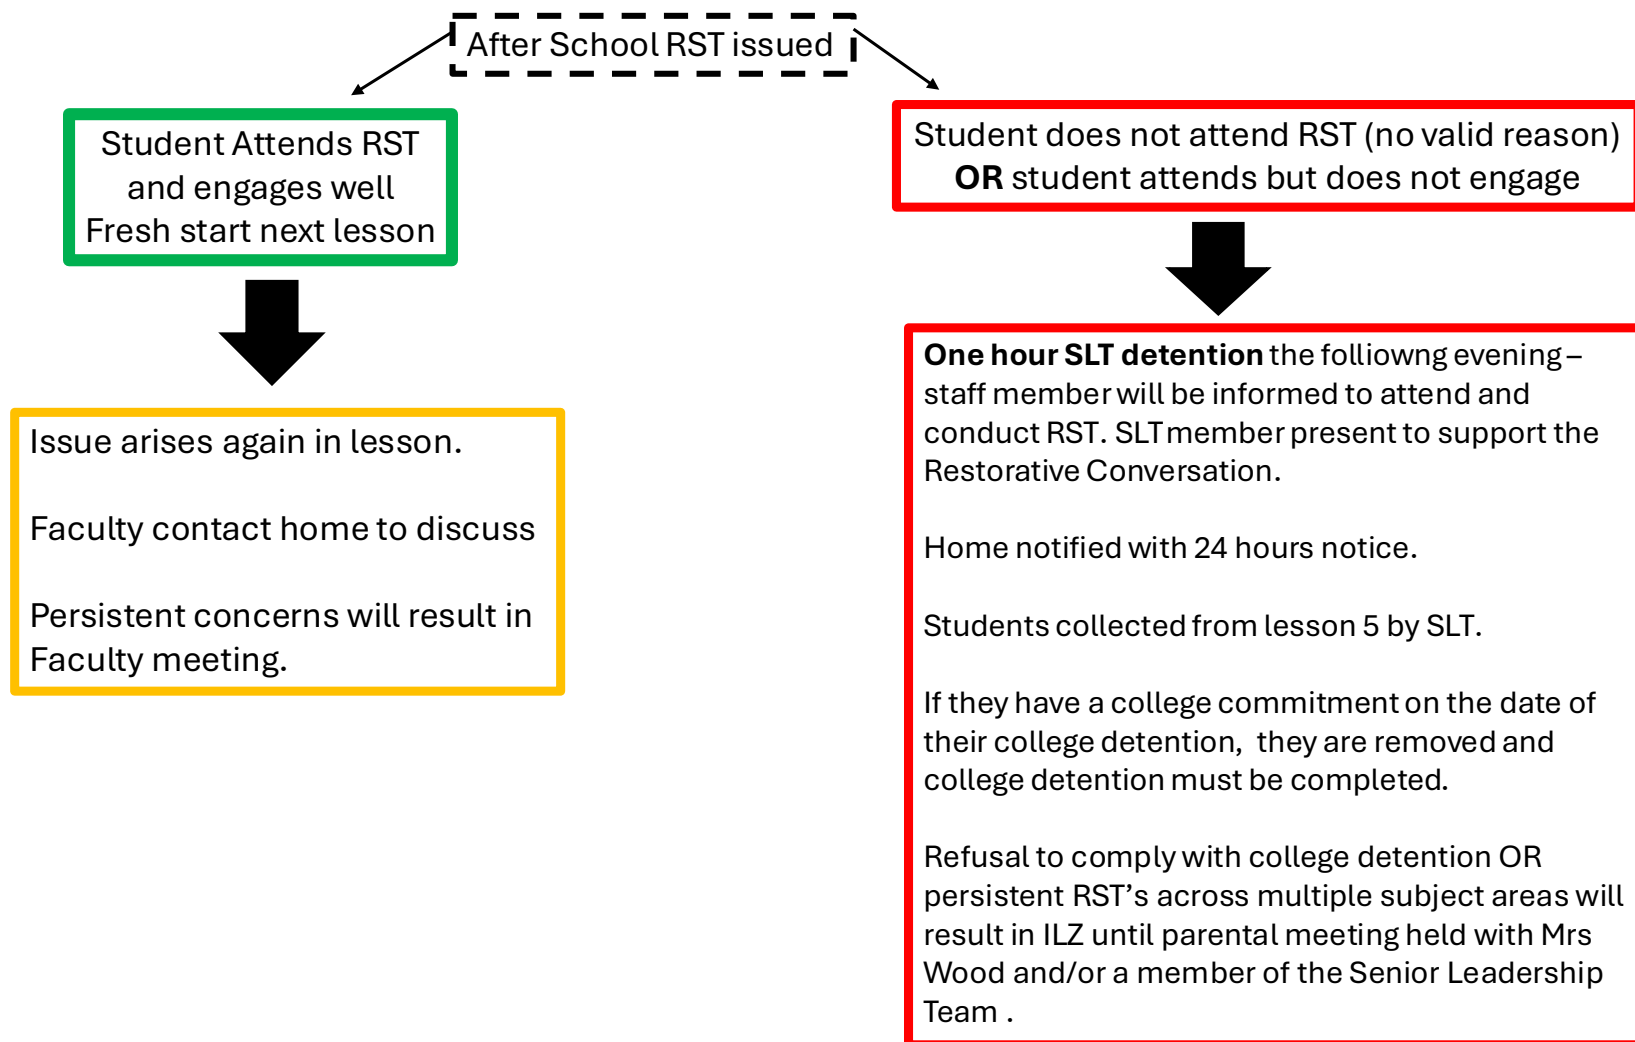 After School RST issued
Student Attends RST
and engages well
Fresh start next lesson
Student does not attend RST (no valid reason)
OR student attends but does not engage
Issue arises again in lesson.
Faculty contact home to discuss
Persistent concerns will result in
Faculty meeting.
One hour SLT detention the folliowng evening –
staff member will be informed to attend and
conduct RST. SLT member present to support the
Restorative Conversation.
Home notified with 24 hours notice.
Students collected from lesson 5 by SLT.
If they have a college commitment on the date of
their college detention, they are removed and
college detention must be completed.
Refusal to comply with college detention OR
persistent RST’s across multiple subject areas will
result in ILZ until parental meeting held with Mrs
Wood and/or a member of the Senior Leadership
Team .